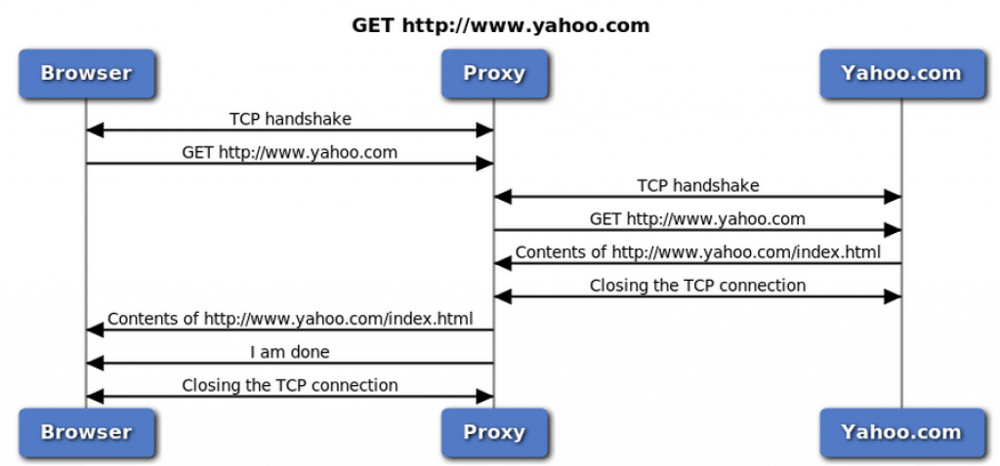 GET http://www.yahoo.com
Browser
Proxy
Yahoo.com
TCP handshake
GET http://www.yahoo.com
TCP handshake
GET http://www.yahoo.com
Contents of http://www.yahoo.com/index.html
Closing the TCP connection
Contents of http://www.yahoo.com/index.html
I am done
Closing the TCP connection
Browser
Proxy
Yahoo.com